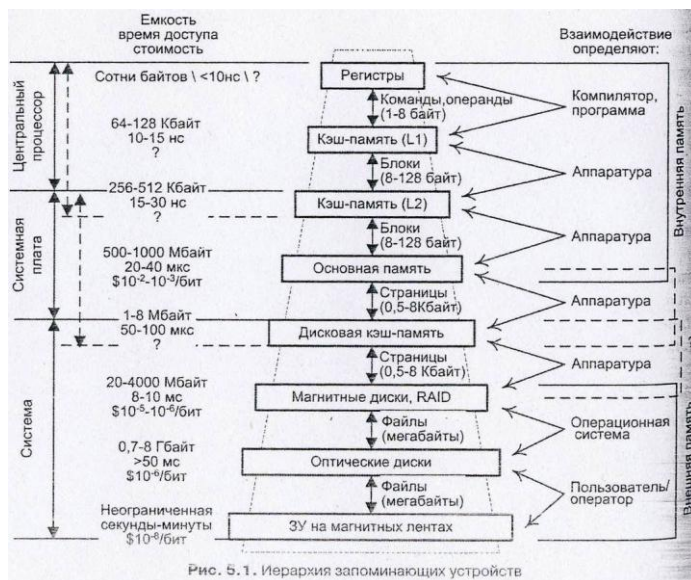 Емкость
время доступа
стоимость
Взаимодействие
определяют:
Сотни байтов \ <10нс \ ?
Регистры
Команды,операнды
(1-8 байт)
Компилятор,
программа
Центральный
процессор
64-128 Кбайт
10-15 нс
?
Кэш-память (L1)
Блоки
(8-128 байт)
Аппаратура
Внутренняя память
256-512 Кбайт
15-30 нс
?
Кэш-память (L2)
Блоки
(8-128 байт)
Аппаратура
Системная
плата
500-1000 Мбайт
20-40 мкс
$10⁻²-10⁻³/бит
Основная память
Страницы
(0,5-8Кбайт)
Аппаратура
1-8 Мбайт
50-100 мкс
?
Дисковая кэш-память
Страницы
(0,5-8 Кбайт)
Аппаратура
Система
20-4000 Мбайт
8-10 мс
$10⁻⁵-10⁻⁶/бит
Магнитные диски, RAID
Файлы
(мегабайты)
Операционная
система
Внешняя память
0,7-8 Гбайт
>50 мс
$10⁻⁶/бит
Оптические диски
Файлы
(мегабайты)
Пользователь/
оператор
Неограниченная
секунды-минуты
$10⁻⁸/бит
ЗУ на магнитных лентах
Рис. 5.1. Иерархия запоминающих устройств